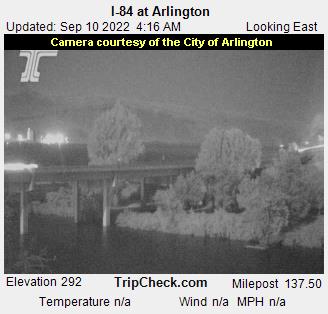 I-84 at Arlington
Updated: Sep 10 2022 4:16 AM Looking East
Camera courtesy of the City of Arlington
Elevation 292 TripCheck.com Milepost 137.50
Temperature n/a Wind n/a MPH n/a